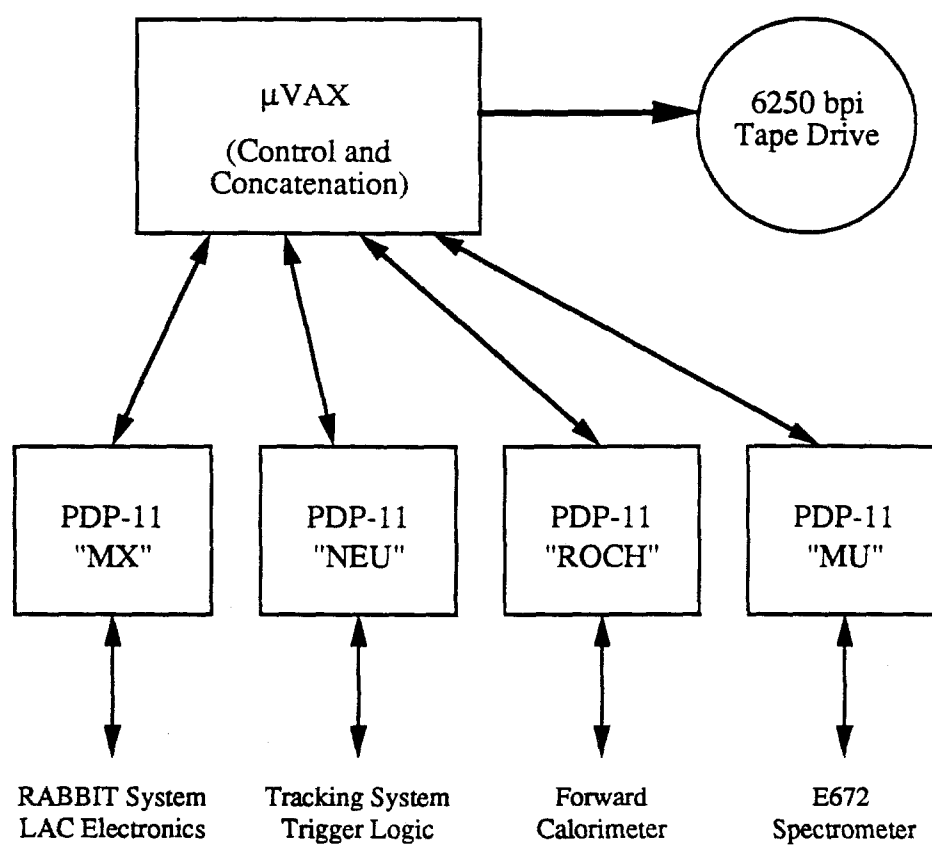 μVAX
(Control and
Concatenation)
6250 bpi
Tape Drive
PDP-11
"MX"
PDP-11
"NEU"
PDP-11
"ROCH"
PDP-11
"MU"
RABBIT System
LAC Electronics
Tracking System
Trigger Logic
Forward
Calorimeter
E672
Spectrometer